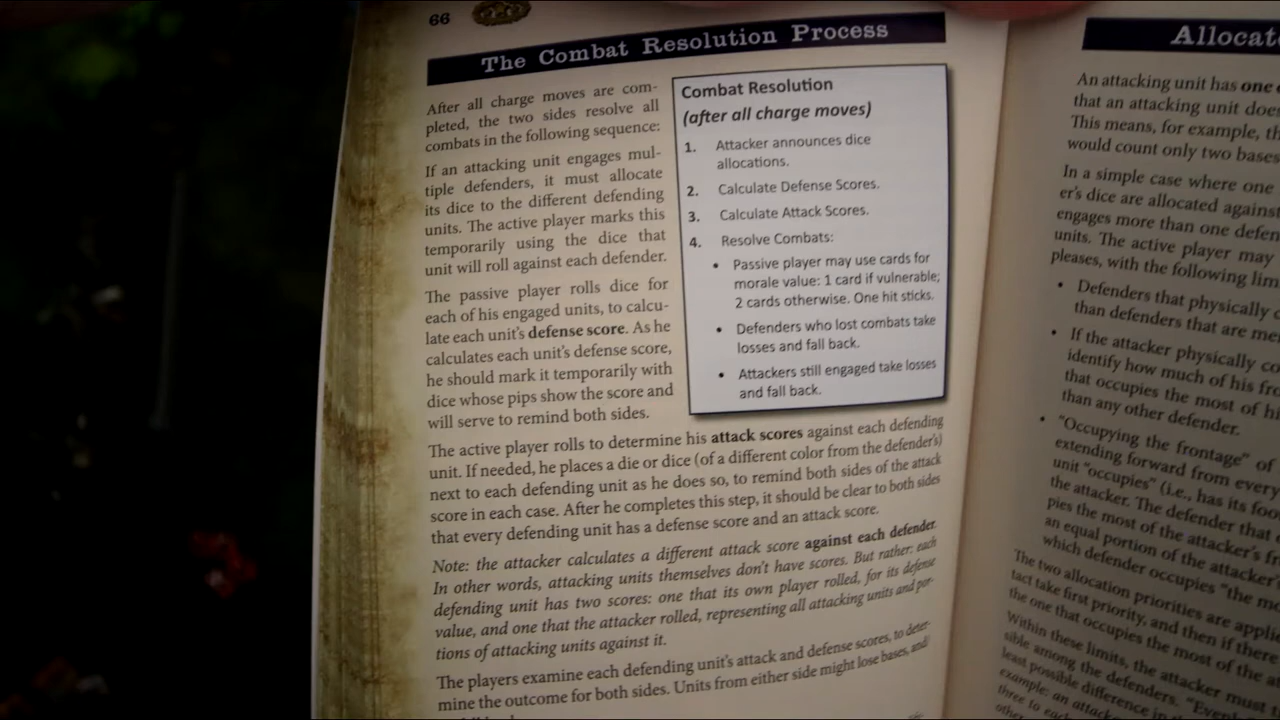 66
The Combat Resolution Process
After all charge moves are com-
pleted, the two sides resolve all
combats in the following sequence:
If an attacking unit engages mul-
tiple defenders, it must allocate
its dice to the different defending
units. The active player marks this
temporarily using the dice that
unit will roll against each defender.
The passive player rolls dice for
each of his engaged units, to calcu-
late each unit's defense score. As he
calculates each unit's defense score,
he should mark it temporarily with
dice whose pips show the score and
will serve to remind both sides.
Combat Resolution
(after all charge moves)
1. Attacker announces dice
allocations.
2. Calculate Defense Scores.
3. Calculate Attack Scores.
4. Resolve Combats:
• Passive player may use cards for
morale value: 1 card if vulnerable;
2 cards otherwise. One hit sticks.
• Defenders who lost combats take
losses and fall back.
• Attackers still engaged take losses
and fall back.
The active player rolls to determine his attack scores against each defending
unit. If needed, he places a die or dice (of a different color from the defender's)
next to each defending unit as he does so, to remind both sides of the attack
score in each case. After he completes this step, it should be clear to both sides
that every defending unit has a defense score and an attack score.
Note: the attacker calculates a different attack score against each defender.
In other words, attacking units themselves don't have scores. But rather: each
defending unit has two scores: one that its own player rolled, for its defense
value, and one that the attacker rolled, representing all attacking units and por-
tions of attacking units against it.
The players examine each defending unit's attack and defense scores, to deter-
mine the outcome for both sides. Units from either side might lose bases, and
Allocat
An attacking unit has one
that an attacking unit does
This means, for example, th
would count only two bases
In a simple case where one
er's dice are allocated against
engages more than one defen
units. The active player may
pleases, with the following lim
• Defenders that physically c
than defenders that are me
• If the attacker physically co
identify how much of his fro
that occupies the most of hi
than any other defender.
• "Occupying the frontage" of
extending forward from every
unit "occupies" (i.e., has its foo
the attacker. The defender that
pies the most of the attacker's fr
an equal portion of the attacker'
which defender occupies "the m
The two allocation priorities are appli
tact take first priority, and then if there
the one that occupies the most of the a
Within these limits, the attacker must
sible among the defenders. "Even
least possible difference in th
example: an attack
three to each
other